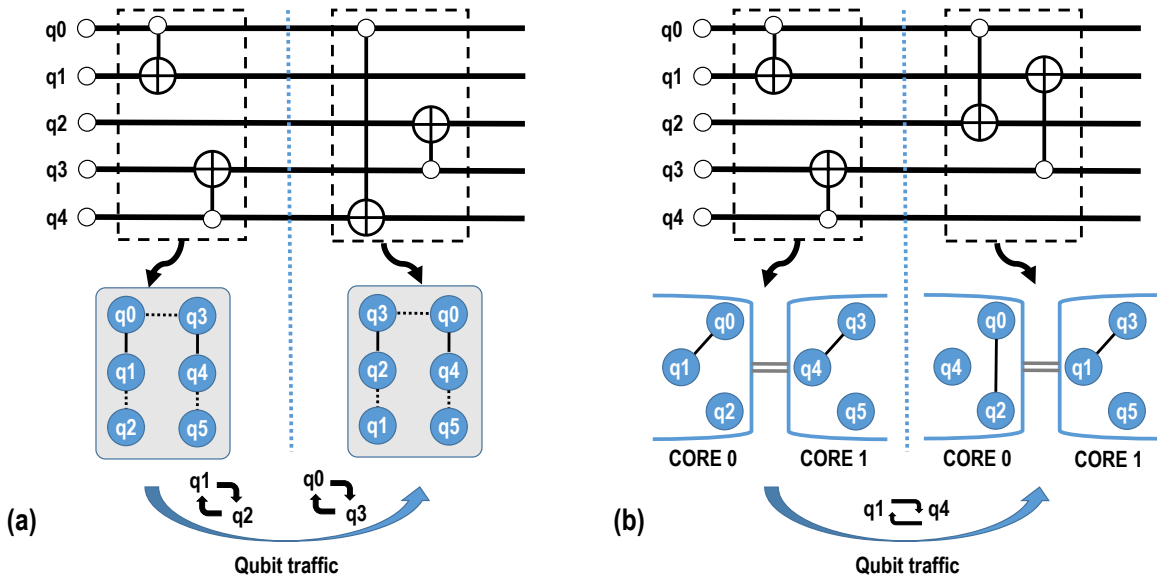 q0
q1
q2
q3
q4
q0 q3
q1 q4
q2 q5
q3 q0
q2 q4
q1 q5
q1
q2
q0
q3
(a)
Qubit traffic
q0
q1
q2
q3
q4
q0 q3
q1 q4
q2 q5
CORE 0 CORE 1
q0 q3
q4 q1
q2 q5
CORE 0 CORE 1
q1 q4
(b)
Qubit traffic